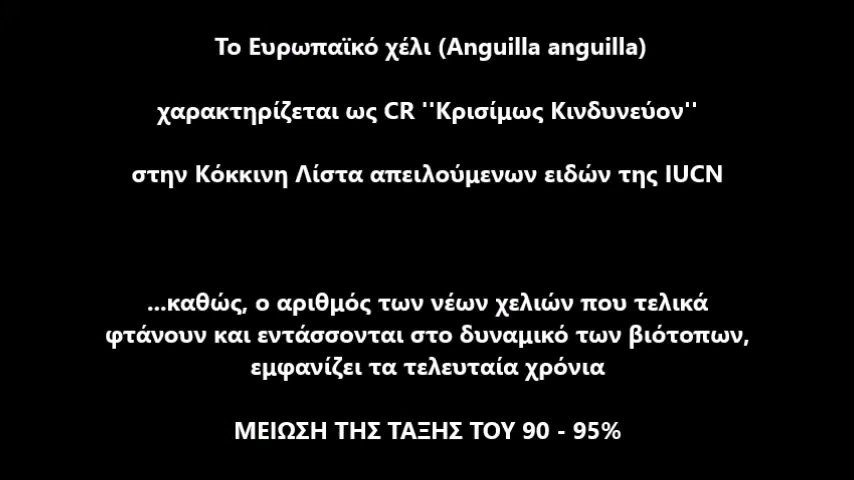 Το Ευρωπαϊκό χέλι (Anguilla anguilla)
χαρακτηρίζεται ως CR ''Κρισίμως Κινδυνεύον''
στην Κόκκινη Λίστα απειλούμενων ειδών της IUCN
...καθώς, ο αριθμός των νέων χελιών που τελικά
φτάνουν και εντάσσονται στο δυναμικό των βιότοπων,
εμφανίζει τα τελευταία χρόνια
ΜΕΙΩΣΗ ΤΗΣ ΤΑΞΗΣ ΤΟΥ 90 - 95%